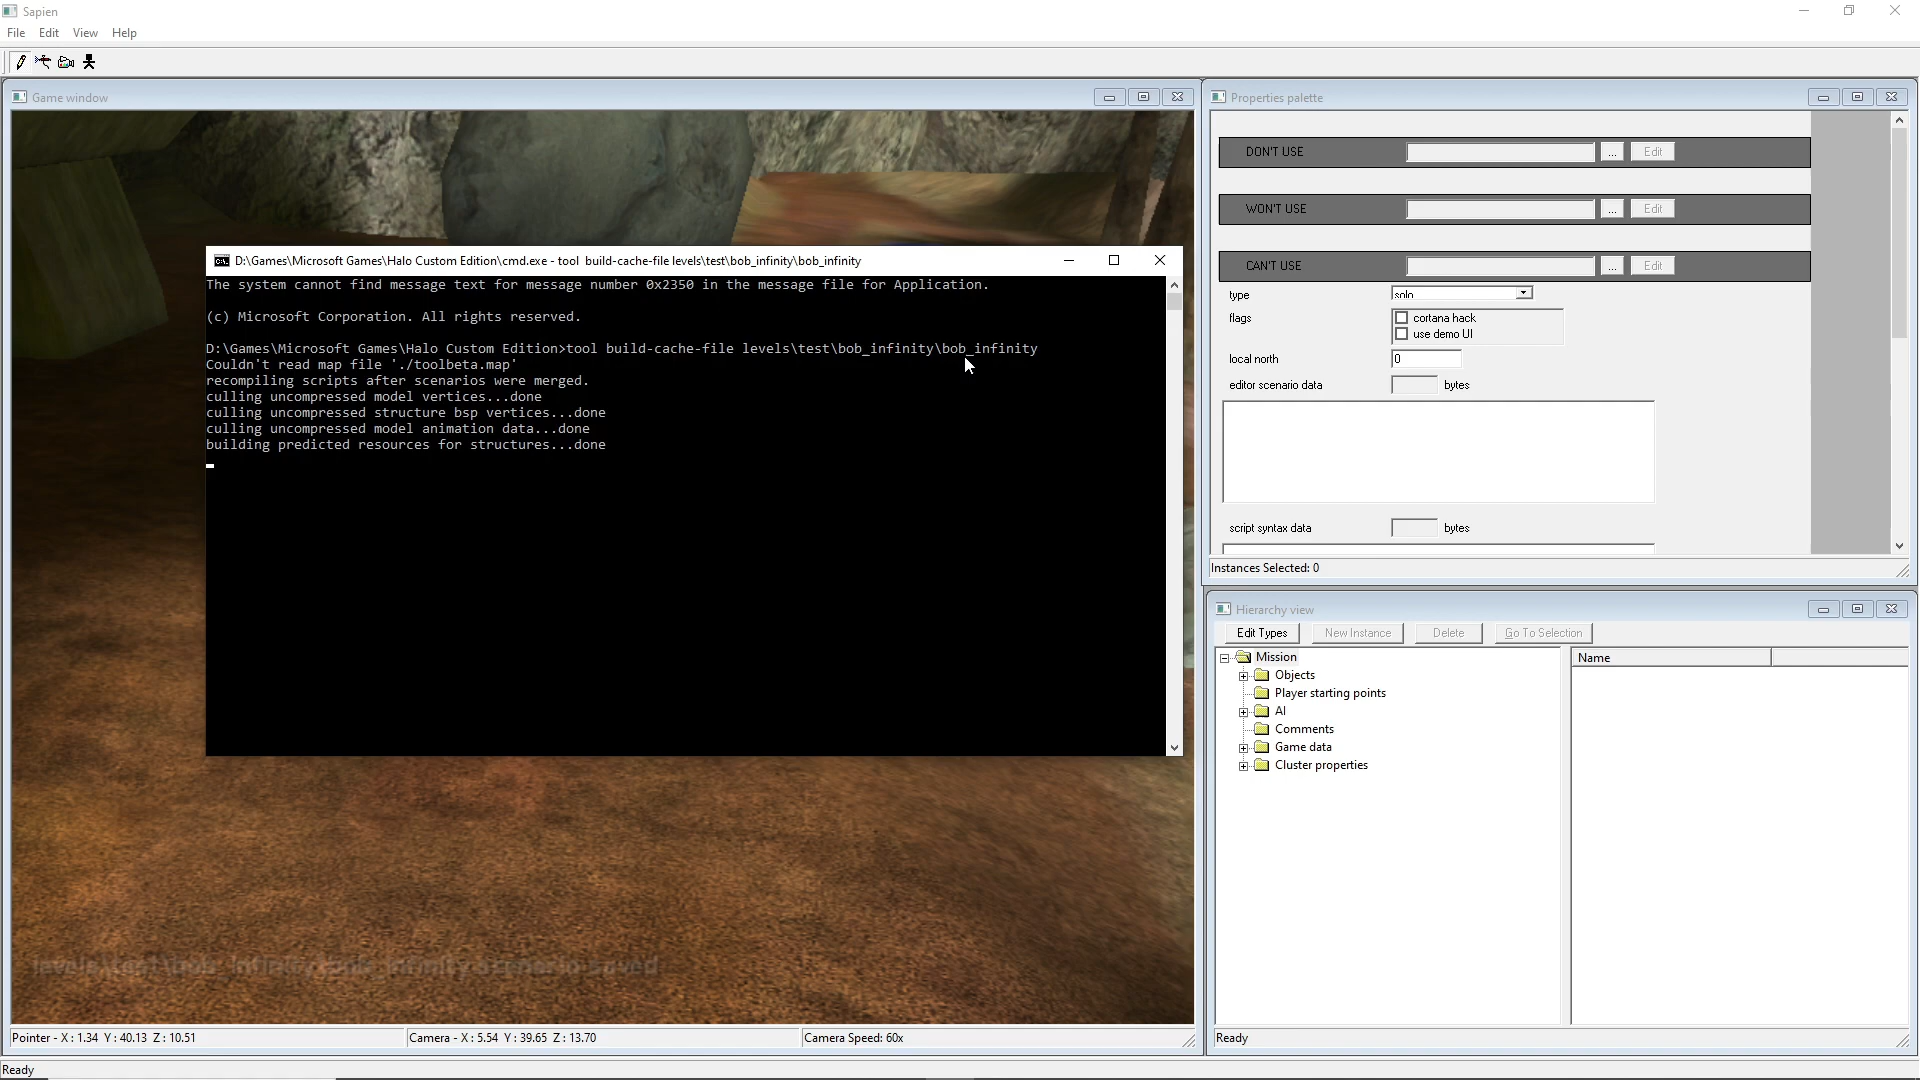 Sapien
File Edit View Help
Game window
Properties palette
DON'T USE ... Edit
WON'T USE ... Edit
CAN'T USE ... Edit
type solo
flags cortana hack
use demo UI
local north 0
editor scenario data bytes
script syntax data bytes
Instances Selected: 0
D:\Games\Microsoft Games\Halo Custom Edition\cmd.exe - tool build-cache-file levels\test\bob_infinity\bob_infinity
The system cannot find message text for message number 0x2350 in the message file for Application.
(c) Microsoft Corporation. All rights reserved.
D:\Games\Microsoft Games\Halo Custom Edition>tool build-cache-file levels\test\bob_infinity\bob_infinity
Couldn't read map file './toolbeta.map'
recompiling scripts after scenarios were merged.
culling uncompressed model vertices...done
culling uncompressed structure bsp vertices...done
culling uncompressed model animation data...done
building predicted resources for structures...done
levels\test\bob_infinity\bob_infinity.scenario saved
Pointer - X : 1.34 Y : 40.13 Z : 10.51
Camera - X : 5.54 Y : 39.65 Z : 13.70
Camera Speed: 60x
Hierarchy view
Edit Types New Instance Delete Go To Selection
Mission
Objects
Player starting points
AI
Comments
Game data
Cluster properties
Name
Ready
Ready